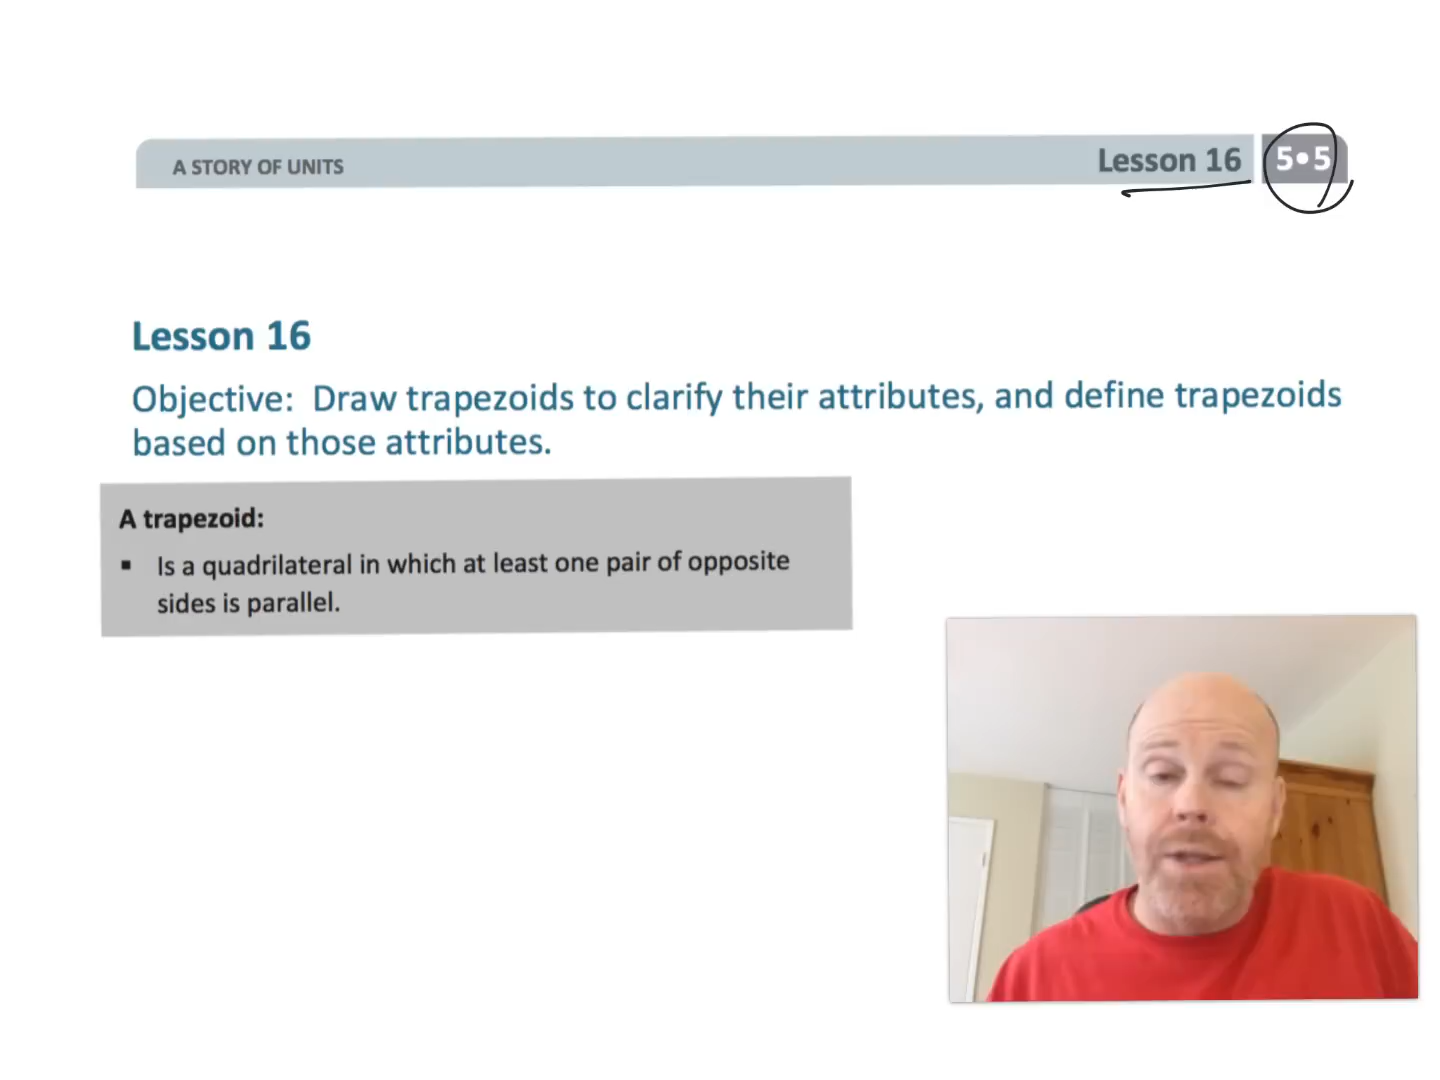 A STORY OF UNITS
Lesson 16
5•5
Lesson 16
Objective: Draw trapezoids to clarify their attributes, and define trapezoids
based on those attributes.
A trapezoid:
▪ Is a quadrilateral in which at least one pair of opposite
sides is parallel.